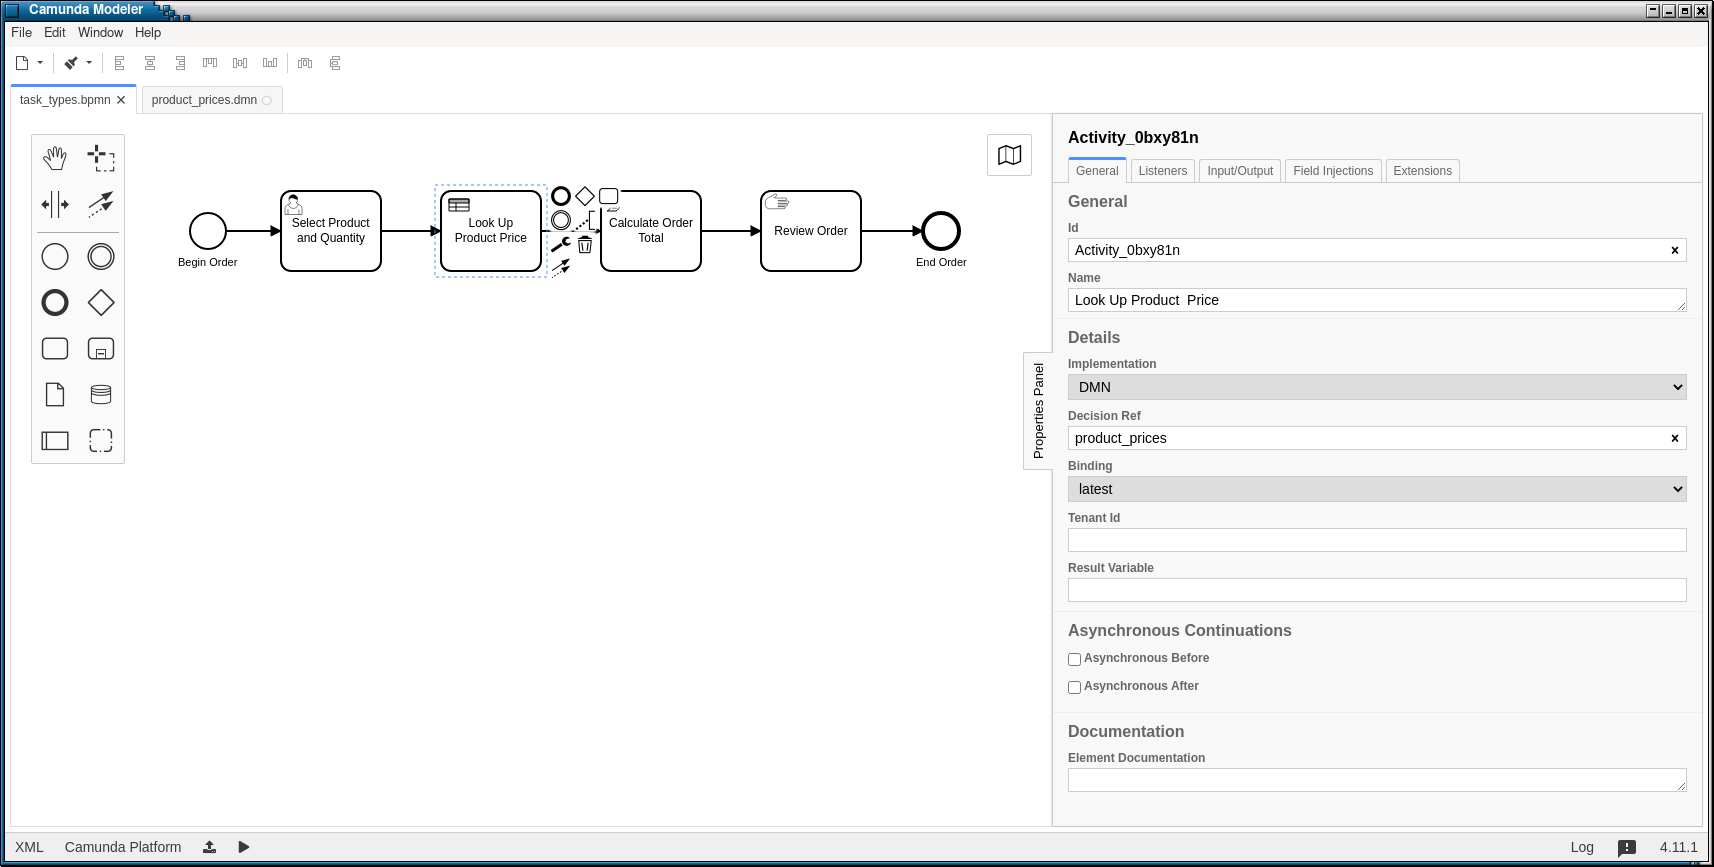 Camunda Modeler
File Edit Window Help
task_types.bpmn
product_prices.dmn
Begin Order
Select Product
and Quantity
Look Up
Product Price
Calculate Order
Total
Review Order
End Order
Properties Panel
Activity_0bxy81n
General Listeners Input/Output Field Injections Extensions
General
Id
Activity_0bxy81n
Name
Look Up Product  Price
Details
Implementation
DMN
Decision Ref
product_prices
Binding
latest
Tenant Id
Result Variable
Asynchronous Continuations
Asynchronous Before
Asynchronous After
Documentation
Element Documentation
XML Camunda Platform Log 4.11.1